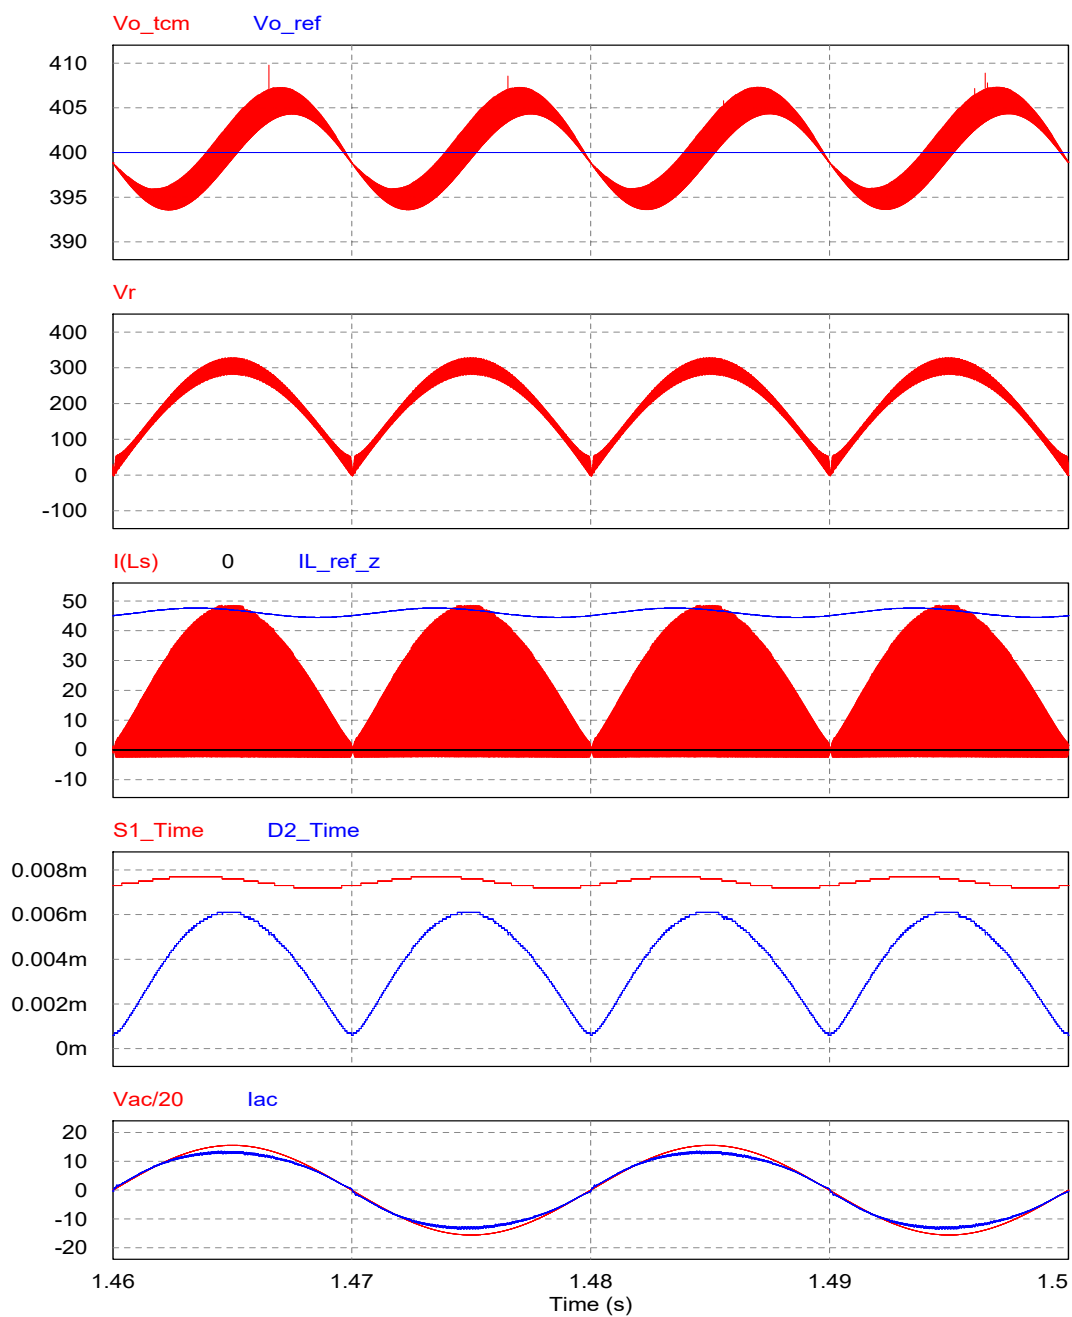 Vo_tcm Vo_ref
410
405
400
395
390
Vr
400
300
200
100
0
-100
I(Ls) 0 IL_ref_z
50
40
30
20
10
0
-10
S1_Time D2_Time
0.008m
0.006m
0.004m
0.002m
0m
Vac/20 Iac
20
10
0
-10
-20
1.46 1.47 1.48 1.49 1.5
Time (s)